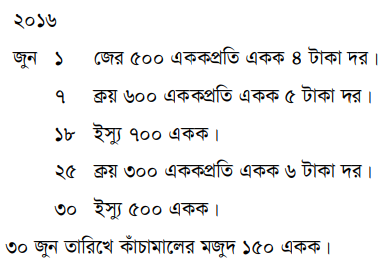 ২০১৬
জুন ১ জের ৫০০ এককপ্রতি একক ৪ টাকা দর।
৭ ক্রয় ৬০০ এককপ্রতি একক ৫ টাকা দর।
১৮ ইস্যু ৭০০ একক।
২৫ ক্রয় ৩০০ এককপ্রতি একক ৬ টাকা দর।
৩০ ইস্যু ৫০০ একক।
৩০ জুন তারিখে কাঁচামালের মজুদ ১৫০ একক।